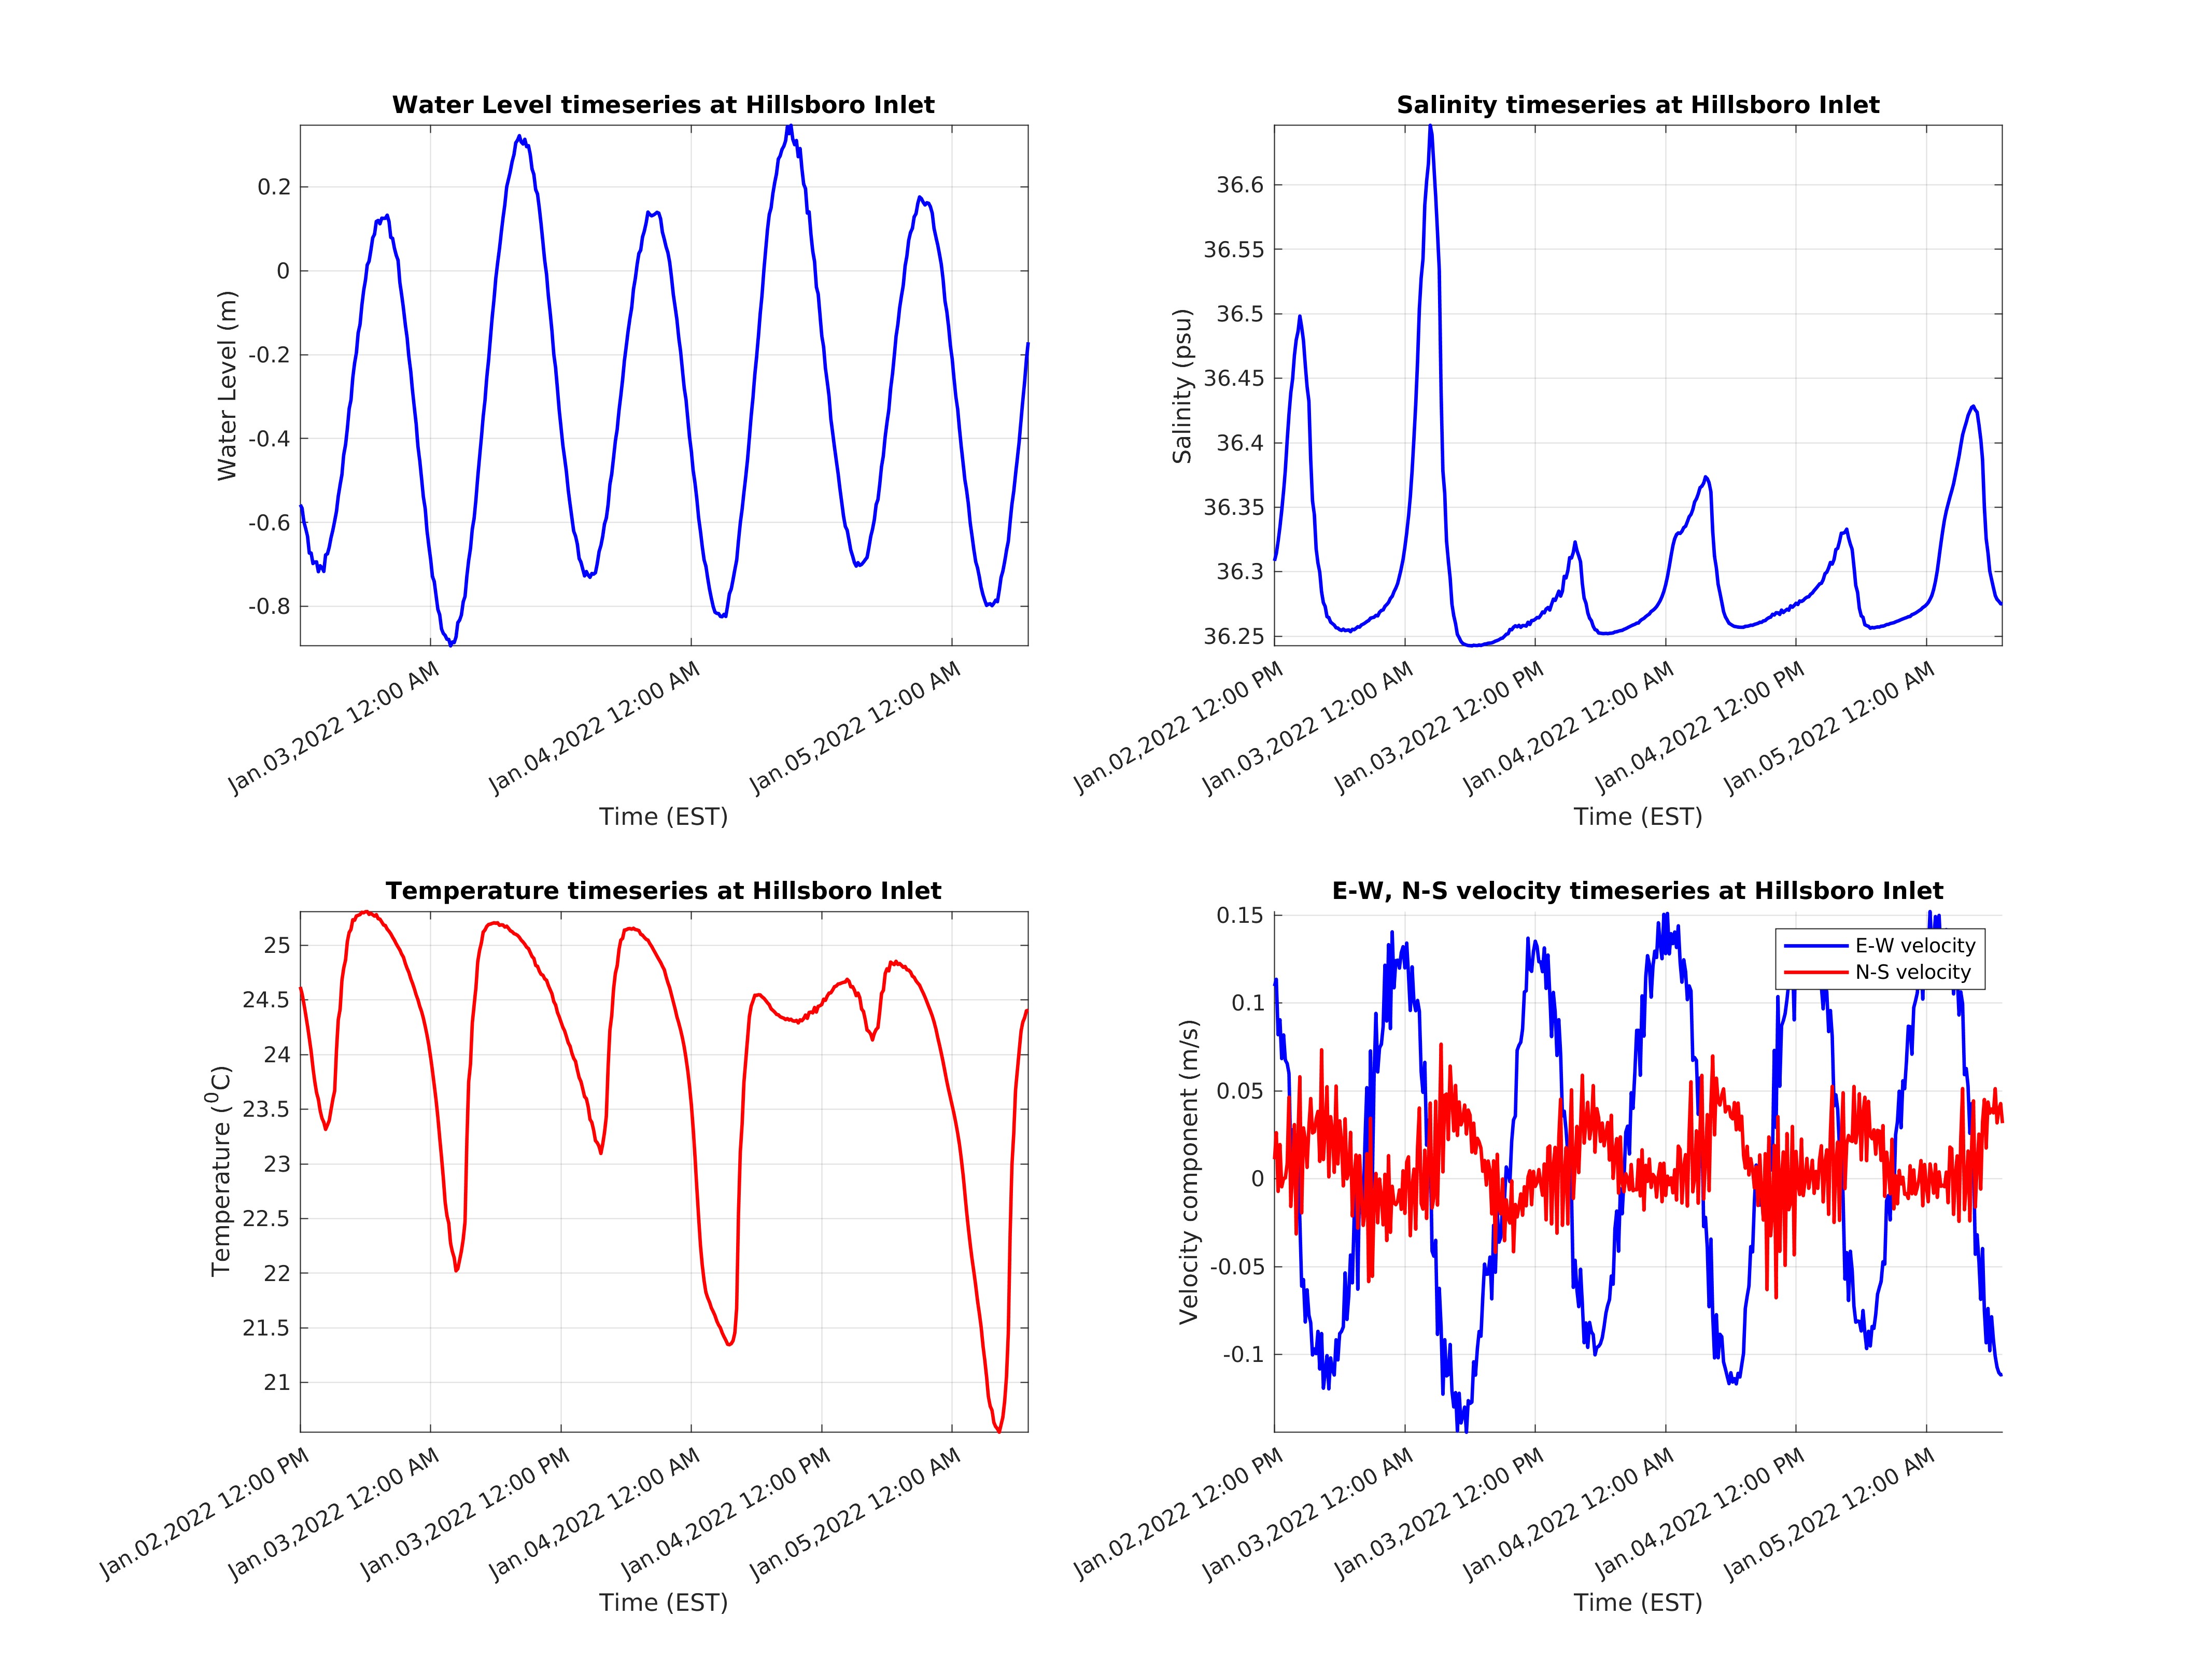 Water Level timeseries at Hillsboro Inlet
Water Level (m)
0.2
0
-0.2
-0.4
-0.6
-0.8
Jan.03,2022 12:00 AM
Jan.04,2022 12:00 AM
Jan.05,2022 12:00 AM
Time (EST)
Salinity timeseries at Hillsboro Inlet
Salinity (psu)
36.6
36.55
36.5
36.45
36.4
36.35
36.3
36.25
Jan.02,2022 12:00 PM
Jan.03,2022 12:00 AM
Jan.03,2022 12:00 PM
Jan.04,2022 12:00 AM
Jan.04,2022 12:00 PM
Jan.05,2022 12:00 AM
Time (EST)
Temperature timeseries at Hillsboro Inlet
Temperature (⁰C)
25
24.5
24
23.5
23
22.5
22
21.5
21
Jan.02,2022 12:00 PM
Jan.03,2022 12:00 AM
Jan.03,2022 12:00 PM
Jan.04,2022 12:00 AM
Jan.04,2022 12:00 PM
Jan.05,2022 12:00 AM
Time (EST)
E-W, N-S velocity timeseries at Hillsboro Inlet
Velocity component (m/s)
0.15
0.1
0.05
0
-0.05
-0.1
E-W velocity
N-S velocity
Jan.02,2022 12:00 PM
Jan.03,2022 12:00 AM
Jan.03,2022 12:00 PM
Jan.04,2022 12:00 AM
Jan.04,2022 12:00 PM
Jan.05,2022 12:00 AM
Time (EST)